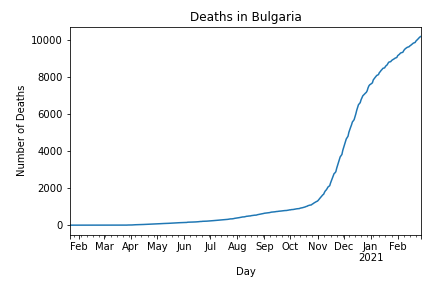 Deaths in Bulgaria
Number of Deaths
10000
8000
6000
4000
2000
0
Feb Mar Apr May Jun Jul Aug Sep Oct Nov Dec Jan Feb
2021
Day